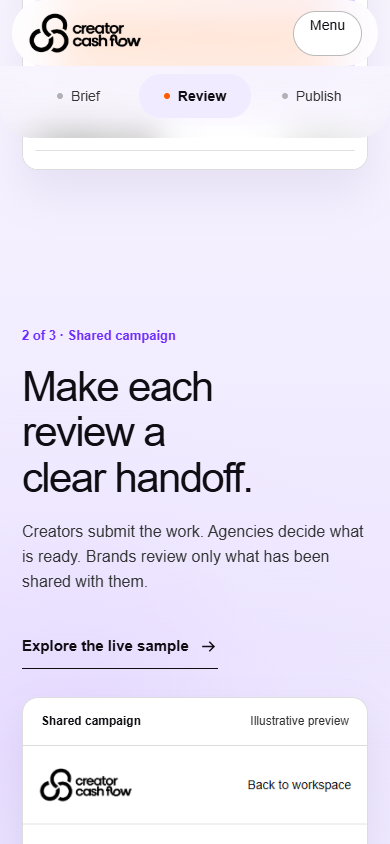 creator
cash flow
Menu
Brief
Review
Publish
2 of 3 · Shared campaign
Make each
review a
clear handoff.
Creators submit the work. Agencies decide what
is ready. Brands review only what has been
shared with them.
Explore the live sample →
Shared campaign
Illustrative preview
creator
cash flow
Back to workspace